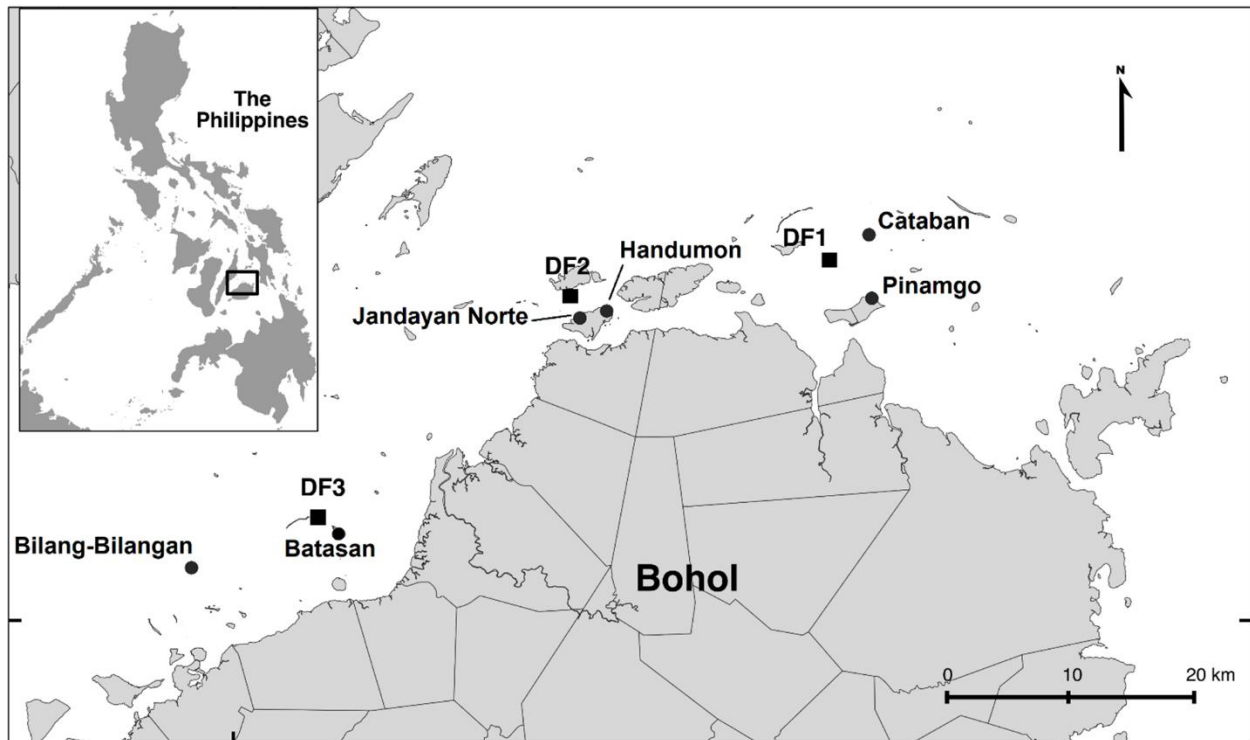 The
Philippines
N
Cataban
DF1
Handumon
DF2
Pinamgo
Jandayan Norte
DF3
Bilang-Bilangan
Batasan
Bohol
0 10 20 km